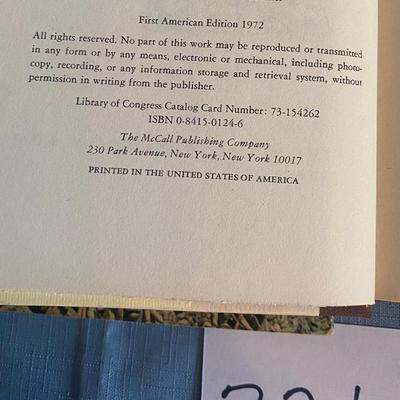 First American Edition 1972
All rights reserved. No part of this work may be reproduced or transmitted
in any form or by any means, electronic or mechanical, including photo-
copy, recording, or any information storage and retrieval system, without
permission in writing from the publisher.
Library of Congress Catalog Card Number: 73-154262
ISBN 0-8415-0124-6
The McCall Publishing Company
230 Park Avenue, New York, New York 10017
PRINTED IN THE UNITED STATES OF AMERICA